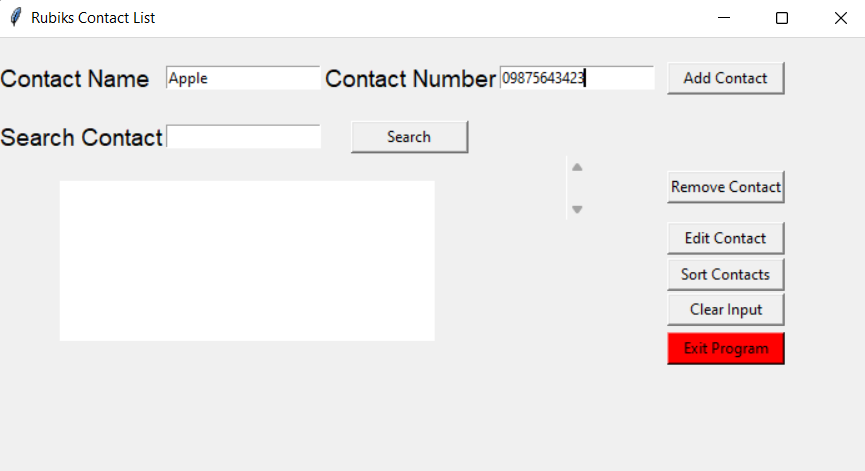 Rubiks Contact List
Contact Name Apple Contact Number 09875643423 Add Contact
Search Contact Search
Remove Contact
Edit Contact
Sort Contacts
Clear Input
Exit Program